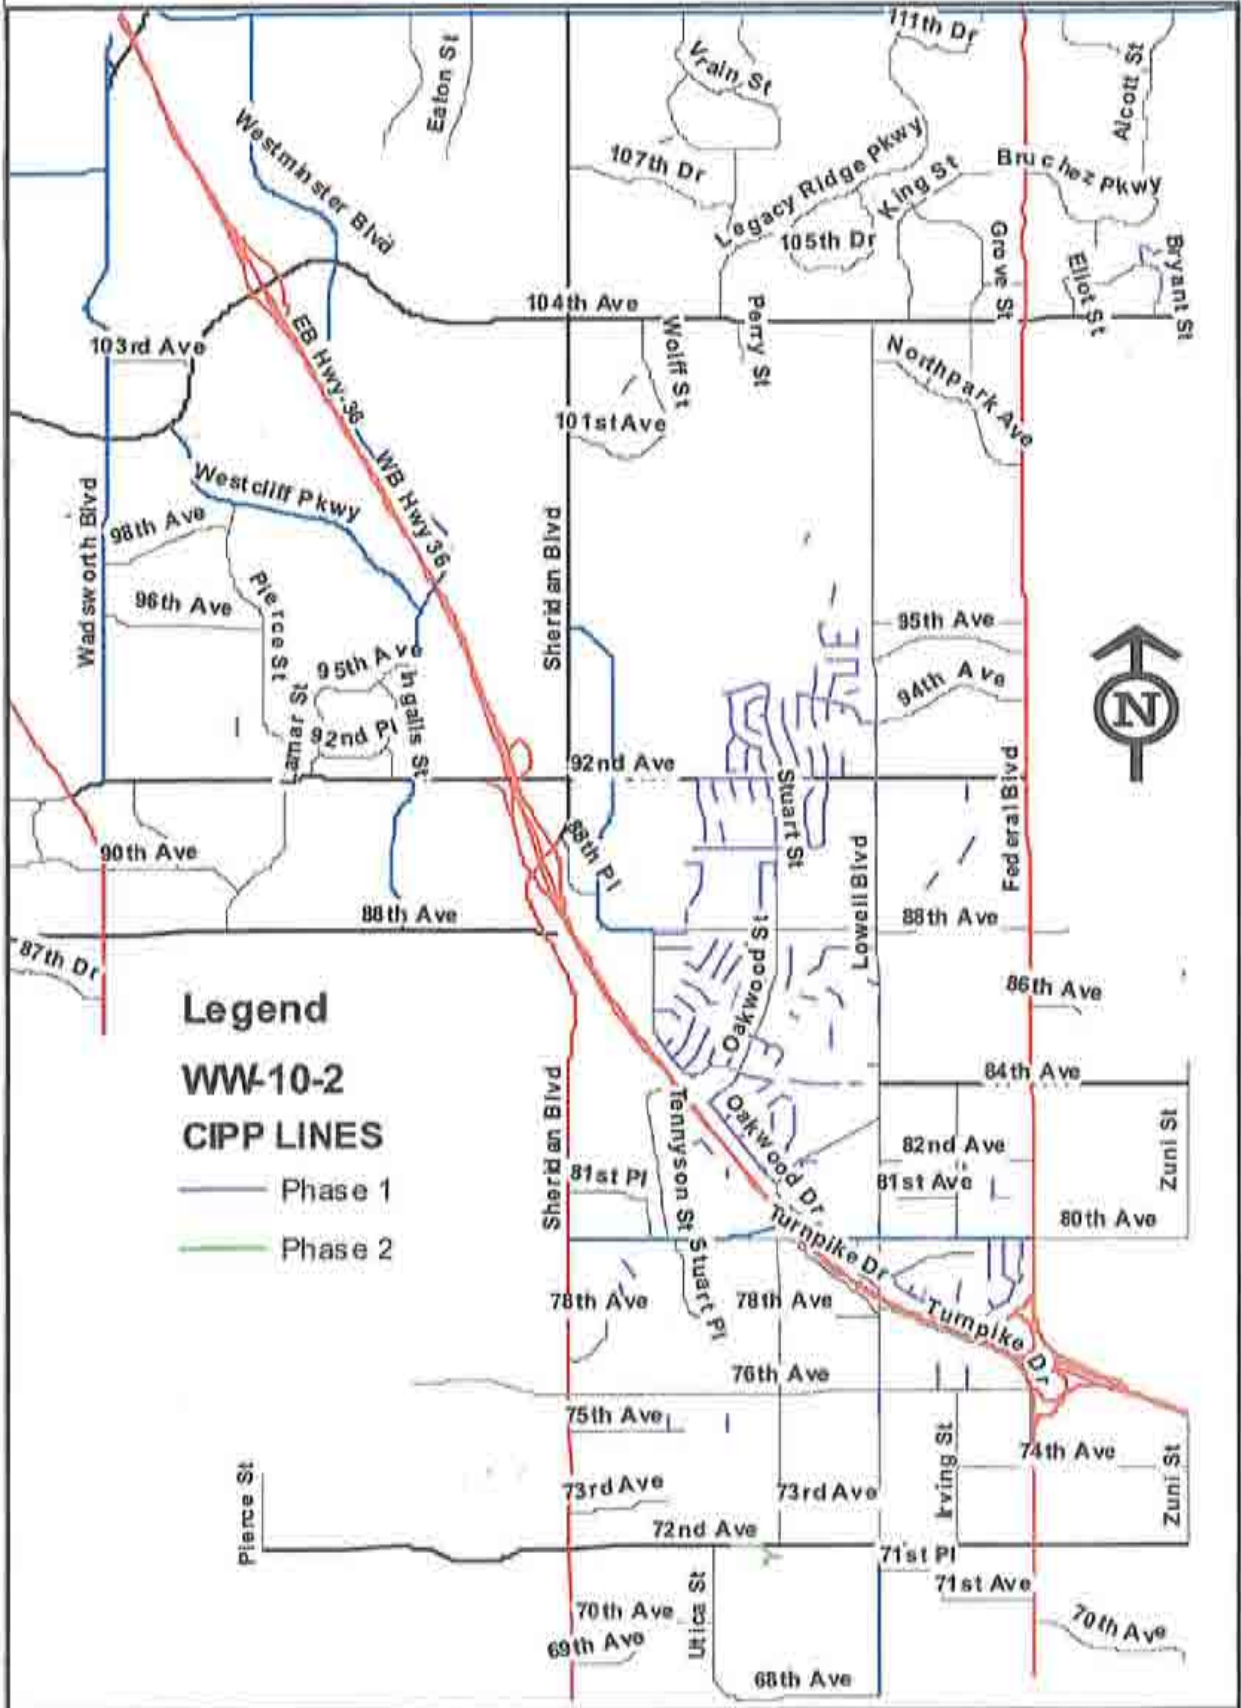 111th Dr
Vrain St
Eaton St
Alcott St
Westminster Blvd
107th Dr
Legacy Ridge Pkwy
King St
Bruchez Pkwy
105th Dr
Grove St
Eliot St
Bryant St
104th Ave
103rd Ave
EB Hwy-36
Wolff St
Perry St
Northpark Ave
101st Ave
WB Hwy 36
Westcliff Pkwy
Wadsworth Blvd
98th Ave
Sheridan Blvd
96th Ave
Pierce St
95th Ave
95th Ave
Ingalls St
94th Ave
Lamar St
92nd Pl
N
92nd Ave
Stuart St
Federal Blvd
88th Pl
90th Ave
Lowell Blvd
88th Ave
88th Ave
87th Dr
Oakwood St
86th Ave
Legend
WW-10-2
CIPP LINES
Phase 1
Phase 2
84th Ave
Sheridan Blvd
Tennyson St
Oakwood Dr
82nd Ave
Zuni St
81st Pl
81st Ave
80th Ave
Turnpike Dr
Stuart Pl
78th Ave
78th Ave
Turnpike Dr
76th Ave
75th Ave
Irving St
74th Ave
Zuni St
Pierce St
73rd Ave
73rd Ave
72nd Ave
71st Pl
71st Ave
Utica St
70th Ave
70th Ave
69th Ave
68th Ave